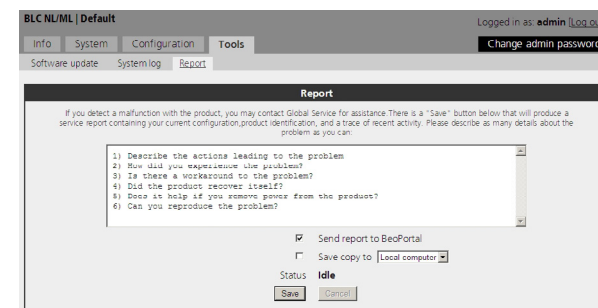 BLC NL/ML | Default
Logged in as: admin [Log ou
Info System Configuration Tools
Change admin password
Software update System log Report
Report
If you detect a malfunction with the product, you may contact Global Service for assistance.There is a "Save" button below that will produce a
service report containing your current configuration,product identification, and a trace of recent activity. Please describe as many details about the
problem as you can:
1) Describe the actions leading to the problem
2) How did you experience the problem?
3) Is there a workaround to the problem?
4) Did the product recover itself?
5) Does it help if you remove power from the product?
6) Can you reproduce the problem?
Send report to BeoPortal
Save copy to Local computer
Status Idle
Save Cancel